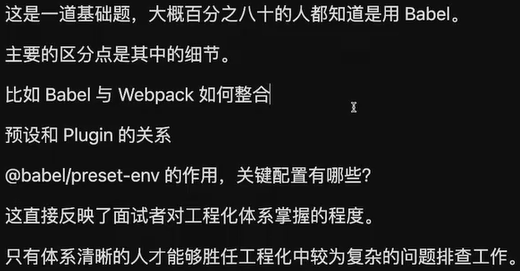 这是一道基础题，大概百分之八十的人都知道是用 Babel。
主要的区分点是其中的细节。
比如 Babel 与 Webpack 如何整合
预设和 Plugin 的关系
@babel/preset-env 的作用，关键配置有哪些？
这直接反映了面试者对工程化体系掌握的程度。
只有体系清晰的人才能够胜任工程化中较为复杂的问题排查工作。